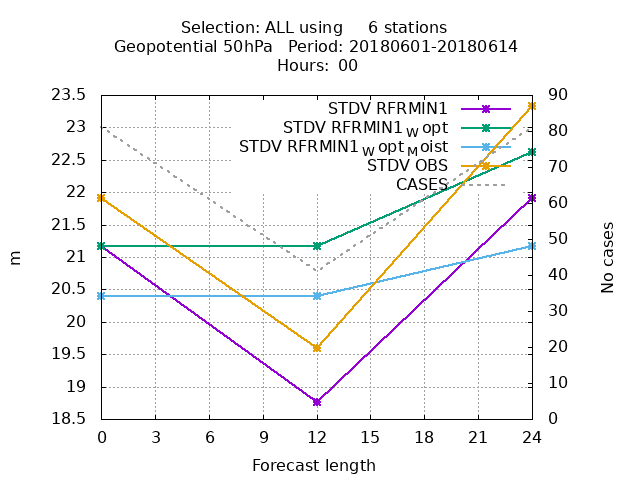 Selection: ALL using     6 stations
Geopotential 50hPa   Period: 20180601-20180614
Hours: 00
STDV RFRMIN1
STDV RFRMIN1_W opt
STDV RFRMIN1_W opt_M oist
STDV OBS
CASES
23.5
23
22.5
22
21.5
21
20.5
20
19.5
19
18.5
m
90
80
70
60
50
40
30
20
10
0
No cases
0 3 6 9 12 15 18 21 24
Forecast length